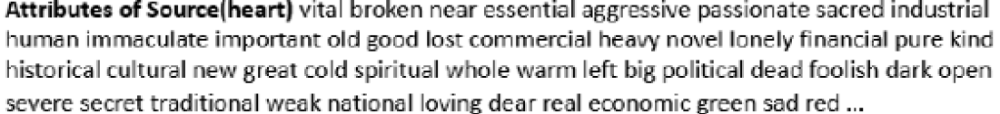 Attributes of Source(heart) vital broken near essential aggressive passionate sacred industrial
human immaculate important old good lost commercial heavy novel lonely financial pure kind
historical cultural new great cold spiritual whole warm left big political dead foolish dark open
severe secret traditional weak national loving dear real economic green sad red ...